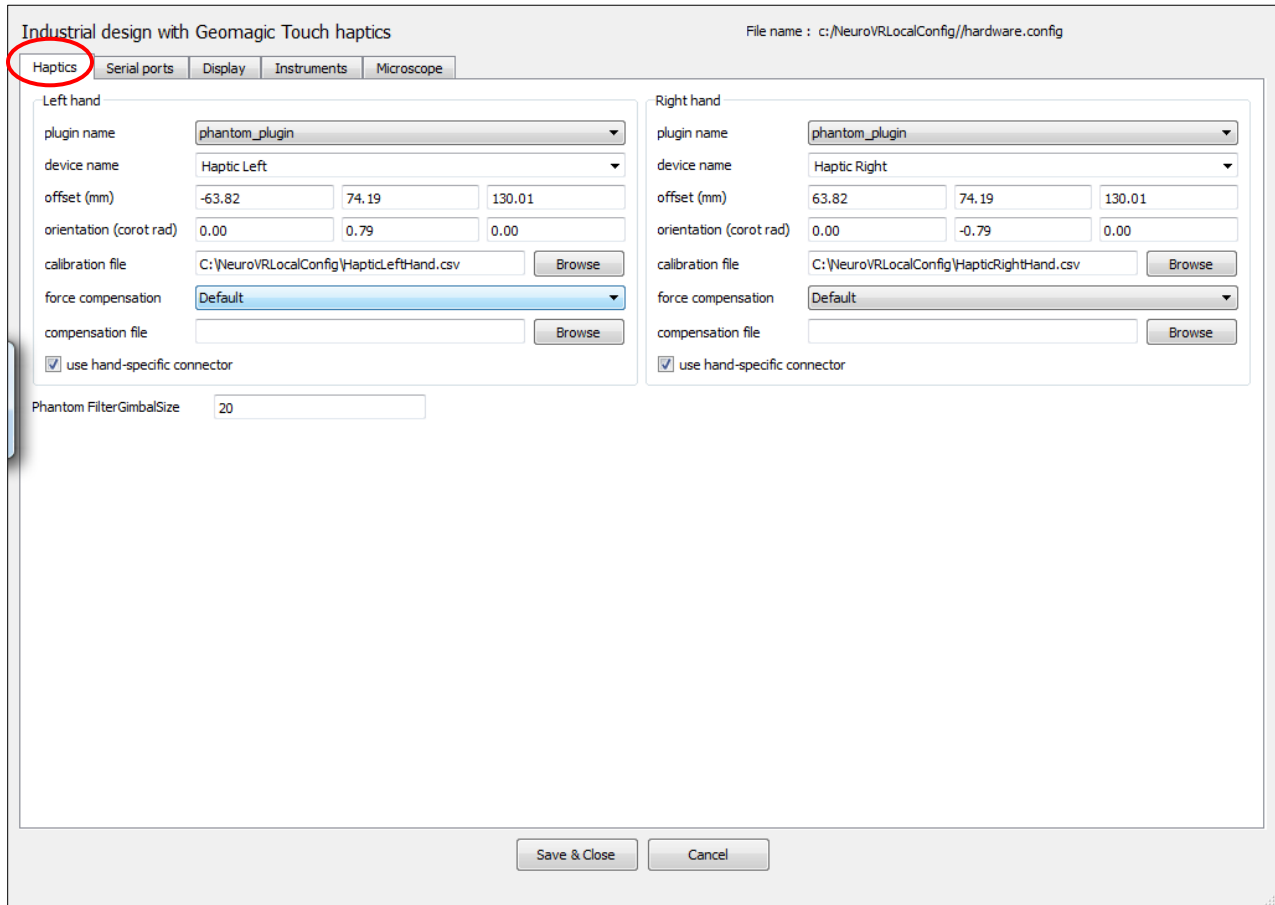 Industrial design with Geomagic Touch haptics
File name : c:/NeuroVRLocalConfig//hardware.config
Haptics Serial ports Display Instruments Microscope
Left hand
plugin name phantom_plugin
device name Haptic Left
offset (mm) -63.82 74.19 130.01
orientation (corot rad) 0.00 0.79 0.00
calibration file C:\NeuroVRLocalConfig\HapticLeftHand.csv Browse
force compensation Default
compensation file Browse
use hand-specific connector
Right hand
plugin name phantom_plugin
device name Haptic Right
offset (mm) 63.82 74.19 130.01
orientation (corot rad) 0.00 -0.79 0.00
calibration file C:\NeuroVRLocalConfig\HapticRightHand.csv Browse
force compensation Default
compensation file Browse
use hand-specific connector
Phantom FilterGimbalSize 20
Save & Close Cancel